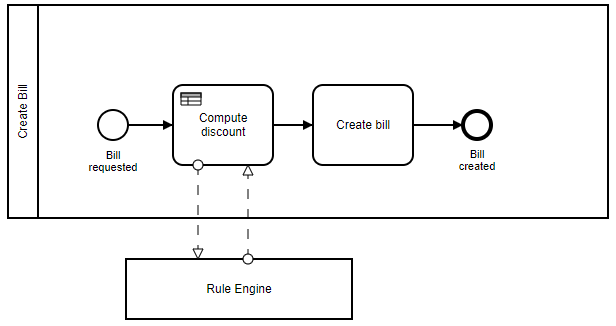 Create Bill
Compute
discount
Create bill
Bill
requested
Bill
created
Rule Engine